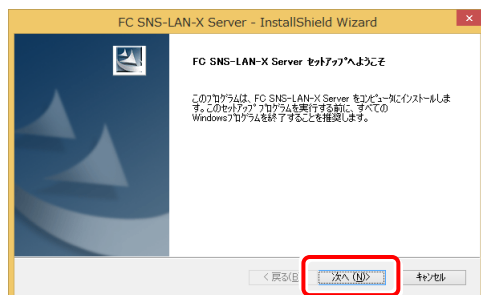 FC SNS-LAN-X Server - InstallShield Wizard
FC SNS-LAN-X Server ｾｯﾄｱｯﾌﾟへようこそ
このﾌﾟﾛｸﾞﾗﾑは、FC SNS-LAN-X Server をｺﾝﾋﾟｭｰﾀにインストールしま
す。このｾｯﾄｱｯﾌﾟ ﾌﾟﾛｸﾞﾗﾑを実行する前に、すべての
Windowsﾌﾟﾛｸﾞﾗﾑを終了することを推奨します。
< 戻る(B
次へ (N)>
ｷｬﾝｾﾙ